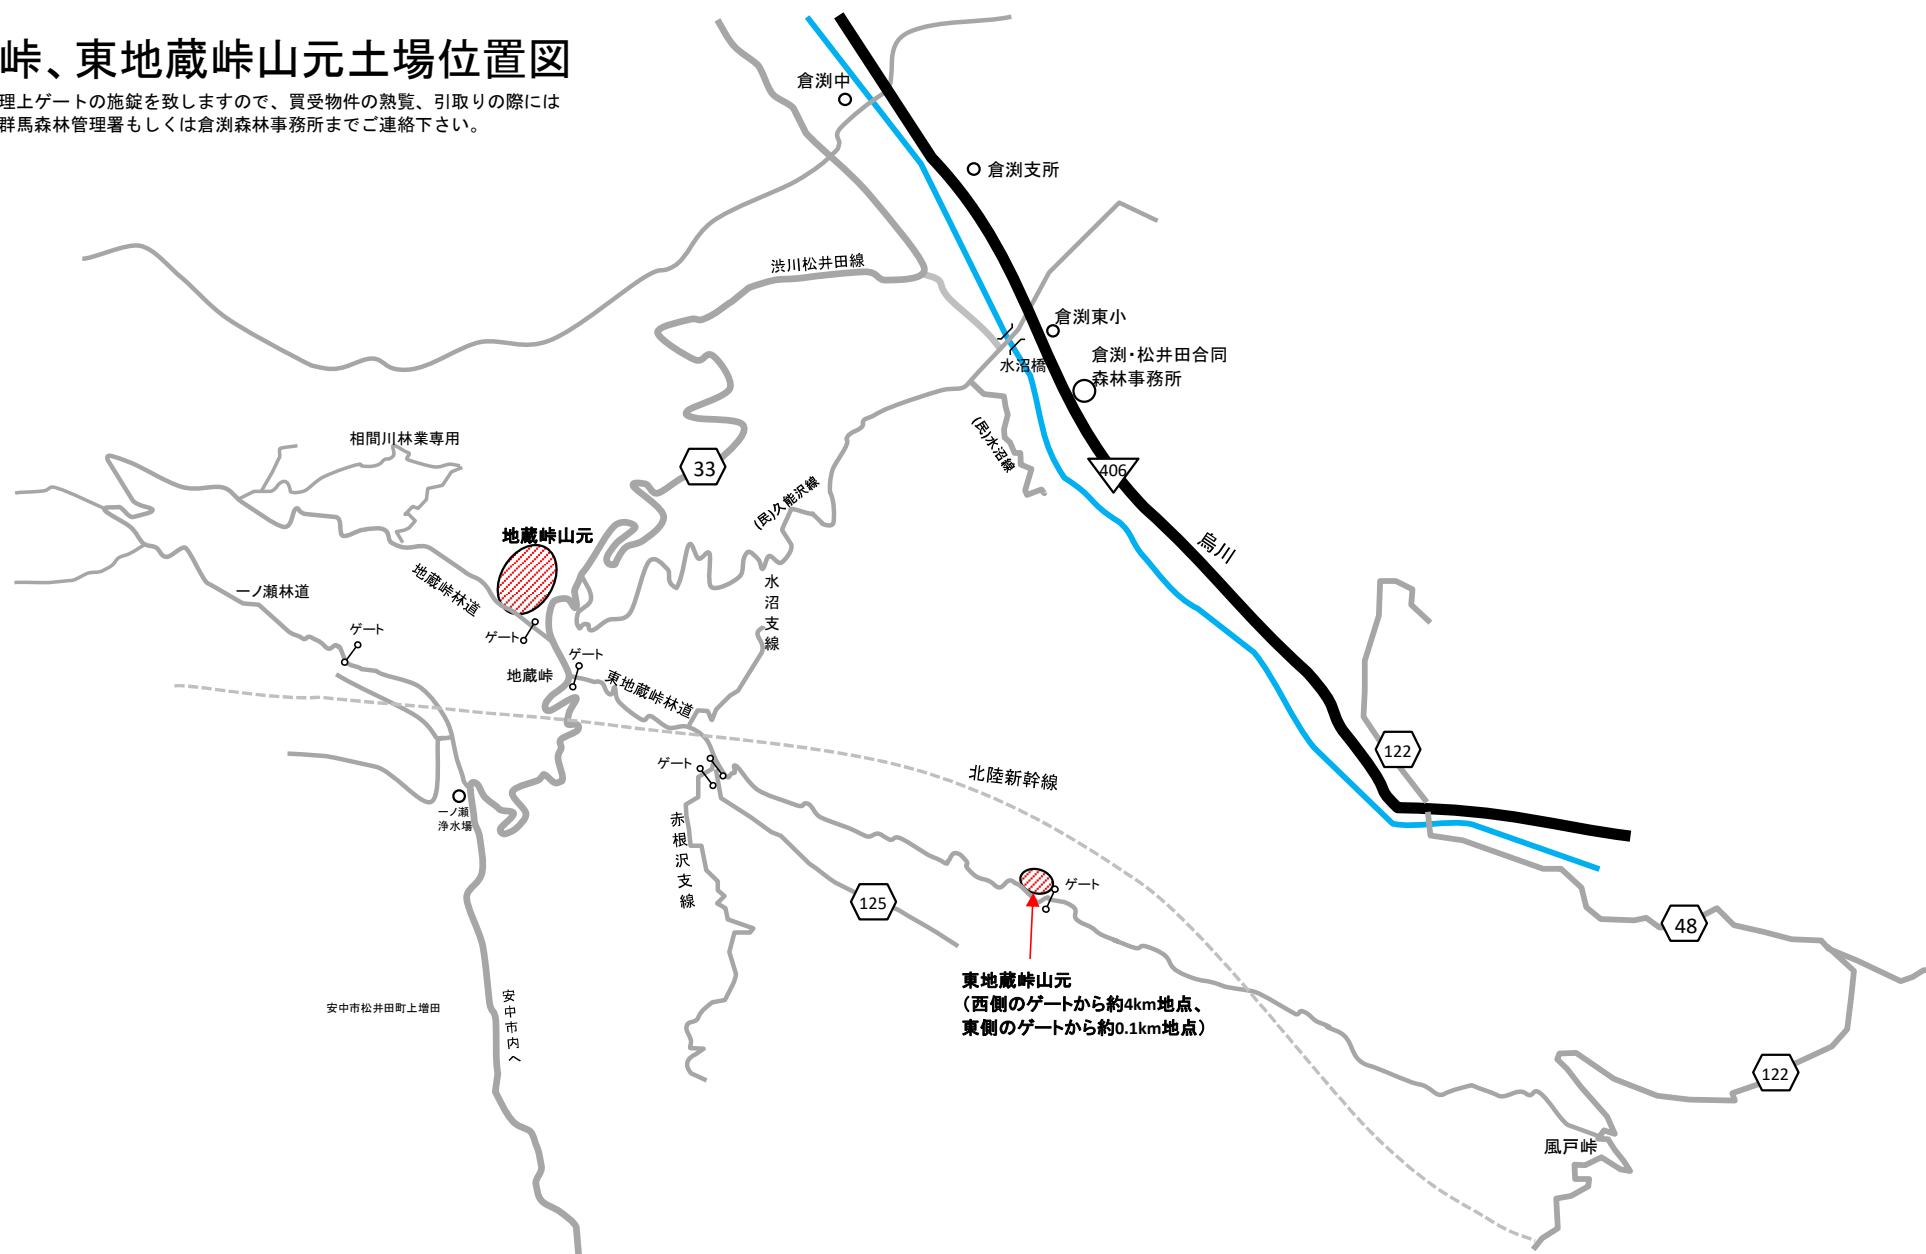 峠、東地蔵峠山元土場位置図
理上ゲートの施錠を致しますので、買受物件の熟覧、引取りの際には
群馬森林管理署もしくは倉渕森林事務所までご連絡下さい。
倉渕中
倉渕支所
渋川松井田線
倉渕東小
水沼橋
倉渕・松井田合同
森林事務所
相間川林業専用
33
(民)水沼線
406
(民)久能沢線
地蔵峠山元
烏川
地蔵峠林道
水沼支線
一ノ瀬林道
ゲート
ゲート
ゲート
地蔵峠
東地蔵峠林道
122
ゲート
北陸新幹線
一ノ瀬
浄水場
赤根沢支線
125
ゲート
48
東地蔵峠山元
（西側のゲートから約4km地点、
東側のゲートから約0.1km地点）
安中市松井田町上増田
安中市内へ
122
風戸峠